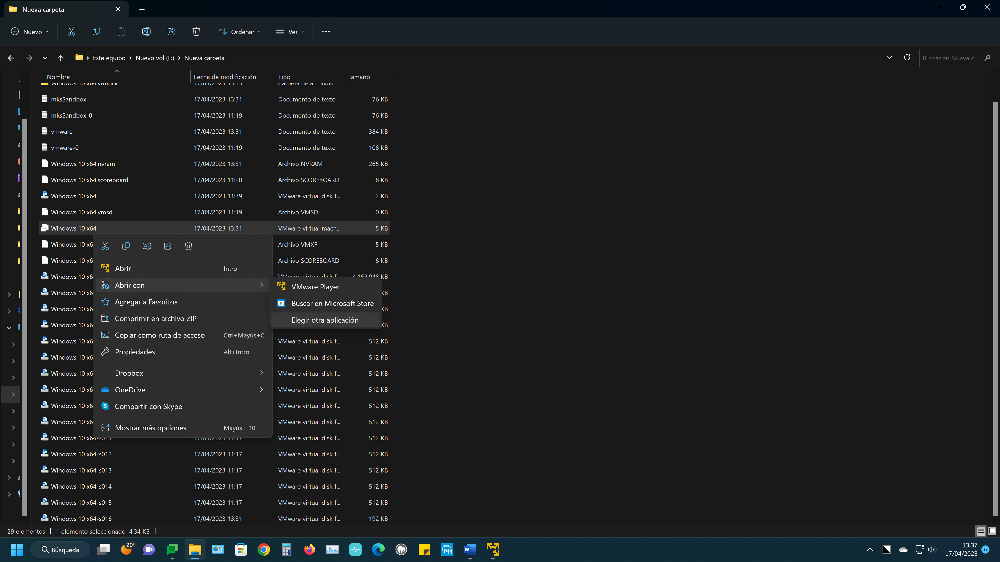 Nueva carpeta
Nuevo
Ordenar
Ver
Este equipo > Nuevo vol (F:) > Nueva carpeta
Buscar en Nueva c...
Nombre Fecha de modificación Tipo Tamaño
Windows 10 x64.vmx.lck 17/04/2023 13:35 Carpeta de archivos
mksSandbox 17/04/2023 13:31 Documento de texto 76 KB
mksSandbox-0 17/04/2023 11:19 Documento de texto 76 KB
vmware 17/04/2023 13:31 Documento de texto 384 KB
vmware-0 17/04/2023 11:19 Documento de texto 108 KB
Windows 10 x64.nvram 17/04/2023 13:31 Archivo NVRAM 265 KB
Windows 10 x64.scoreboard 17/04/2023 11:20 Archivo SCOREBOARD 8 KB
Windows 10 x64 17/04/2023 11:39 VMware virtual disk f... 2 KB
Windows 10 x64.vmsd 17/04/2023 11:19 Archivo VMSD 0 KB
Windows 10 x64 17/04/2023 13:31 VMware virtual mach... 5 KB
Windows 10 x6 Archivo VMXF 5 KB
Windows 10 x6 Archivo SCOREBOARD 8 KB
Windows 10 x6 VMware virtual disk f... 4.162.048 KB
Windows 10 x6 KB
Windows 10 x6 KB
Windows 10 x6 KB
Windows 10 x6 VMware virtual disk f... 512 KB
Windows 10 x6 VMware virtual disk f... 512 KB
Windows 10 x6 VMware virtual disk f... 512 KB
Windows 10 x6 VMware virtual disk f... 512 KB
Windows 10 x6 VMware virtual disk f... 512 KB
Windows 10 x6 VMware virtual disk f... 512 KB
Windows 10 x64-s011 17/04/2023 11:17 VMware virtual disk f... 512 KB
Windows 10 x64-s012 17/04/2023 11:17 VMware virtual disk f... 512 KB
Windows 10 x64-s013 17/04/2023 11:17 VMware virtual disk f... 512 KB
Windows 10 x64-s014 17/04/2023 11:17 VMware virtual disk f... 512 KB
Windows 10 x64-s015 17/04/2023 11:17 VMware virtual disk f... 512 KB
Windows 10 x64-s016 17/04/2023 13:31 VMware virtual disk f... 192 KB
Abrir Intro
Abrir con
Agregar a Favoritos
Comprimir en archivo ZIP
Copiar como ruta de acceso Ctrl+Mayús+C
Propiedades Alt+Intro
Dropbox
OneDrive
Compartir con Skype
Mostrar más opciones Mayús+F10
VMware Player
Buscar en Microsoft Store
Elegir otra aplicación
29 elementos 1 elemento seleccionado 4,34 KB
Búsqueda
20°
13:37
17/04/2023
6